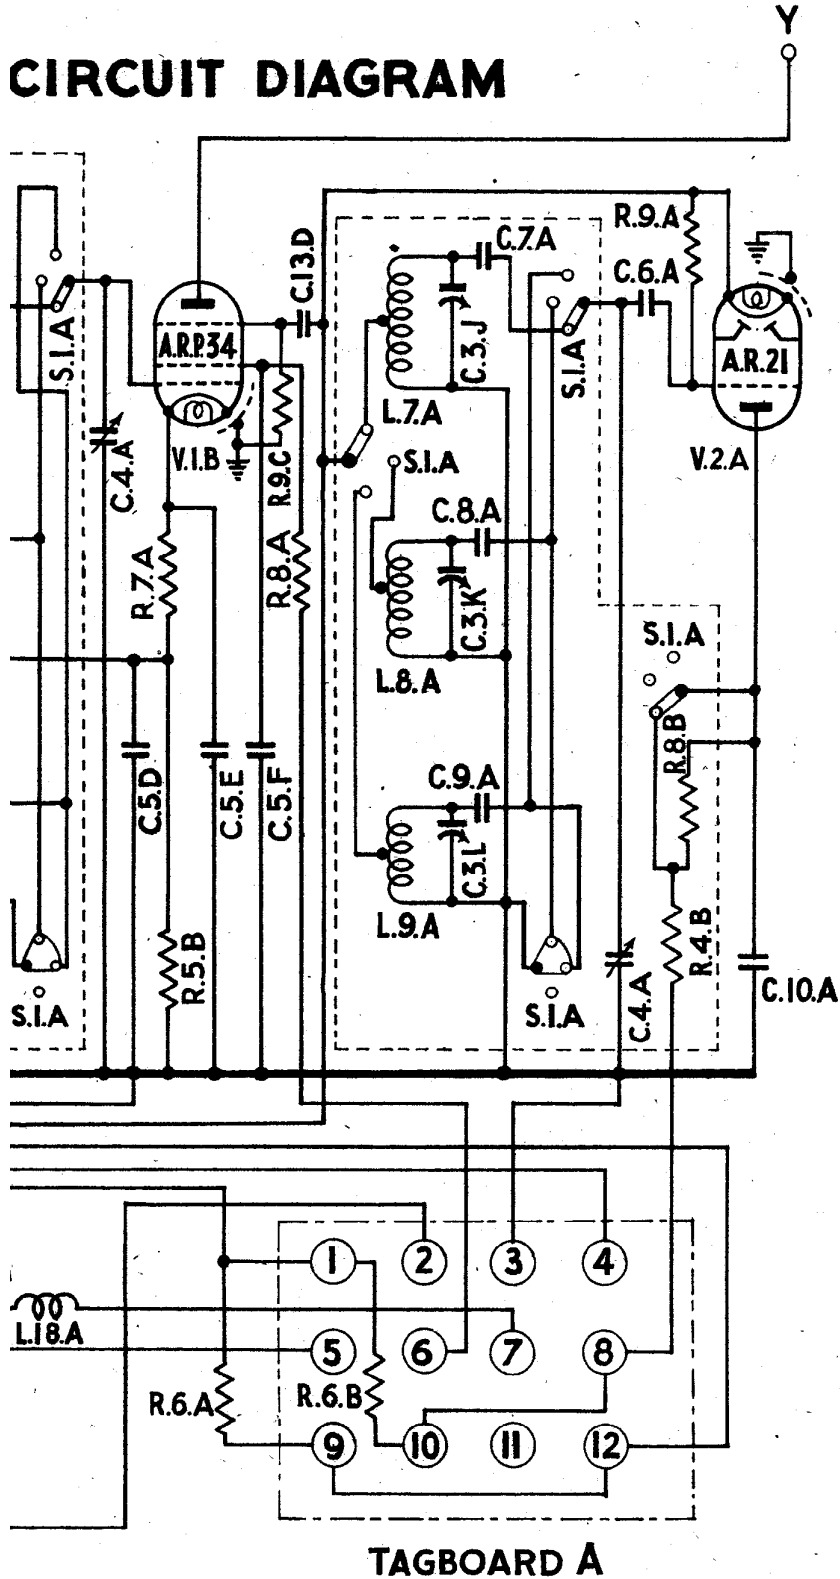 Y
CIRCUIT DIAGRAM
R.9.A
C.7.A
C.13.D
C.6.A
S.1.A
A.R.P.34
C.3.J
S.1.A
A.R.21
L.7.A
C.4.A
V.1.B
R.9.C
S.1.A
V.2.A
C.8.A
R.7.A
R.8.A
C.3.K
S.1.A
L.8.A
R.8.B
C.9.A
C.5.D
C.5.E
C.5.F
C.3.L
L.9.A
R.5.B
R.4.B
C.4.A
C.10.A
S.1.A
S.1.A
1 2 3 4
L.18.A
5 6 7 8
R.6.A
R.6.B
9 10 11 12
TAGBOARD A